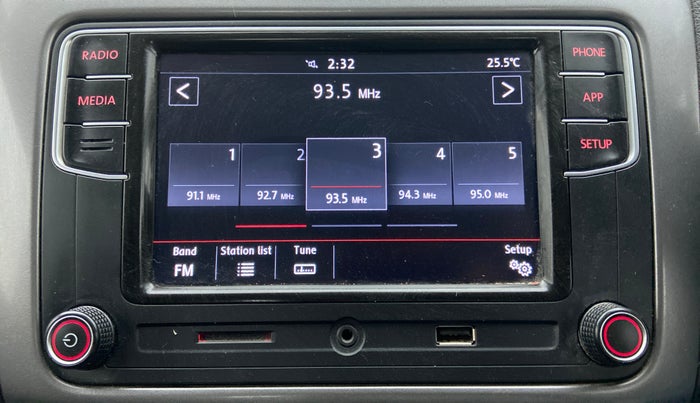 RADIO
MEDIA
2:32
25.5°C
<
93.5 MHz
>
1
2
3
4
5
91.1 MHz
92.7 MHz
93.5 MHz
94.3 MHz
95.0 MHz
Band
FM
Station list
Tune
Setup
PHONE
APP
SETUP